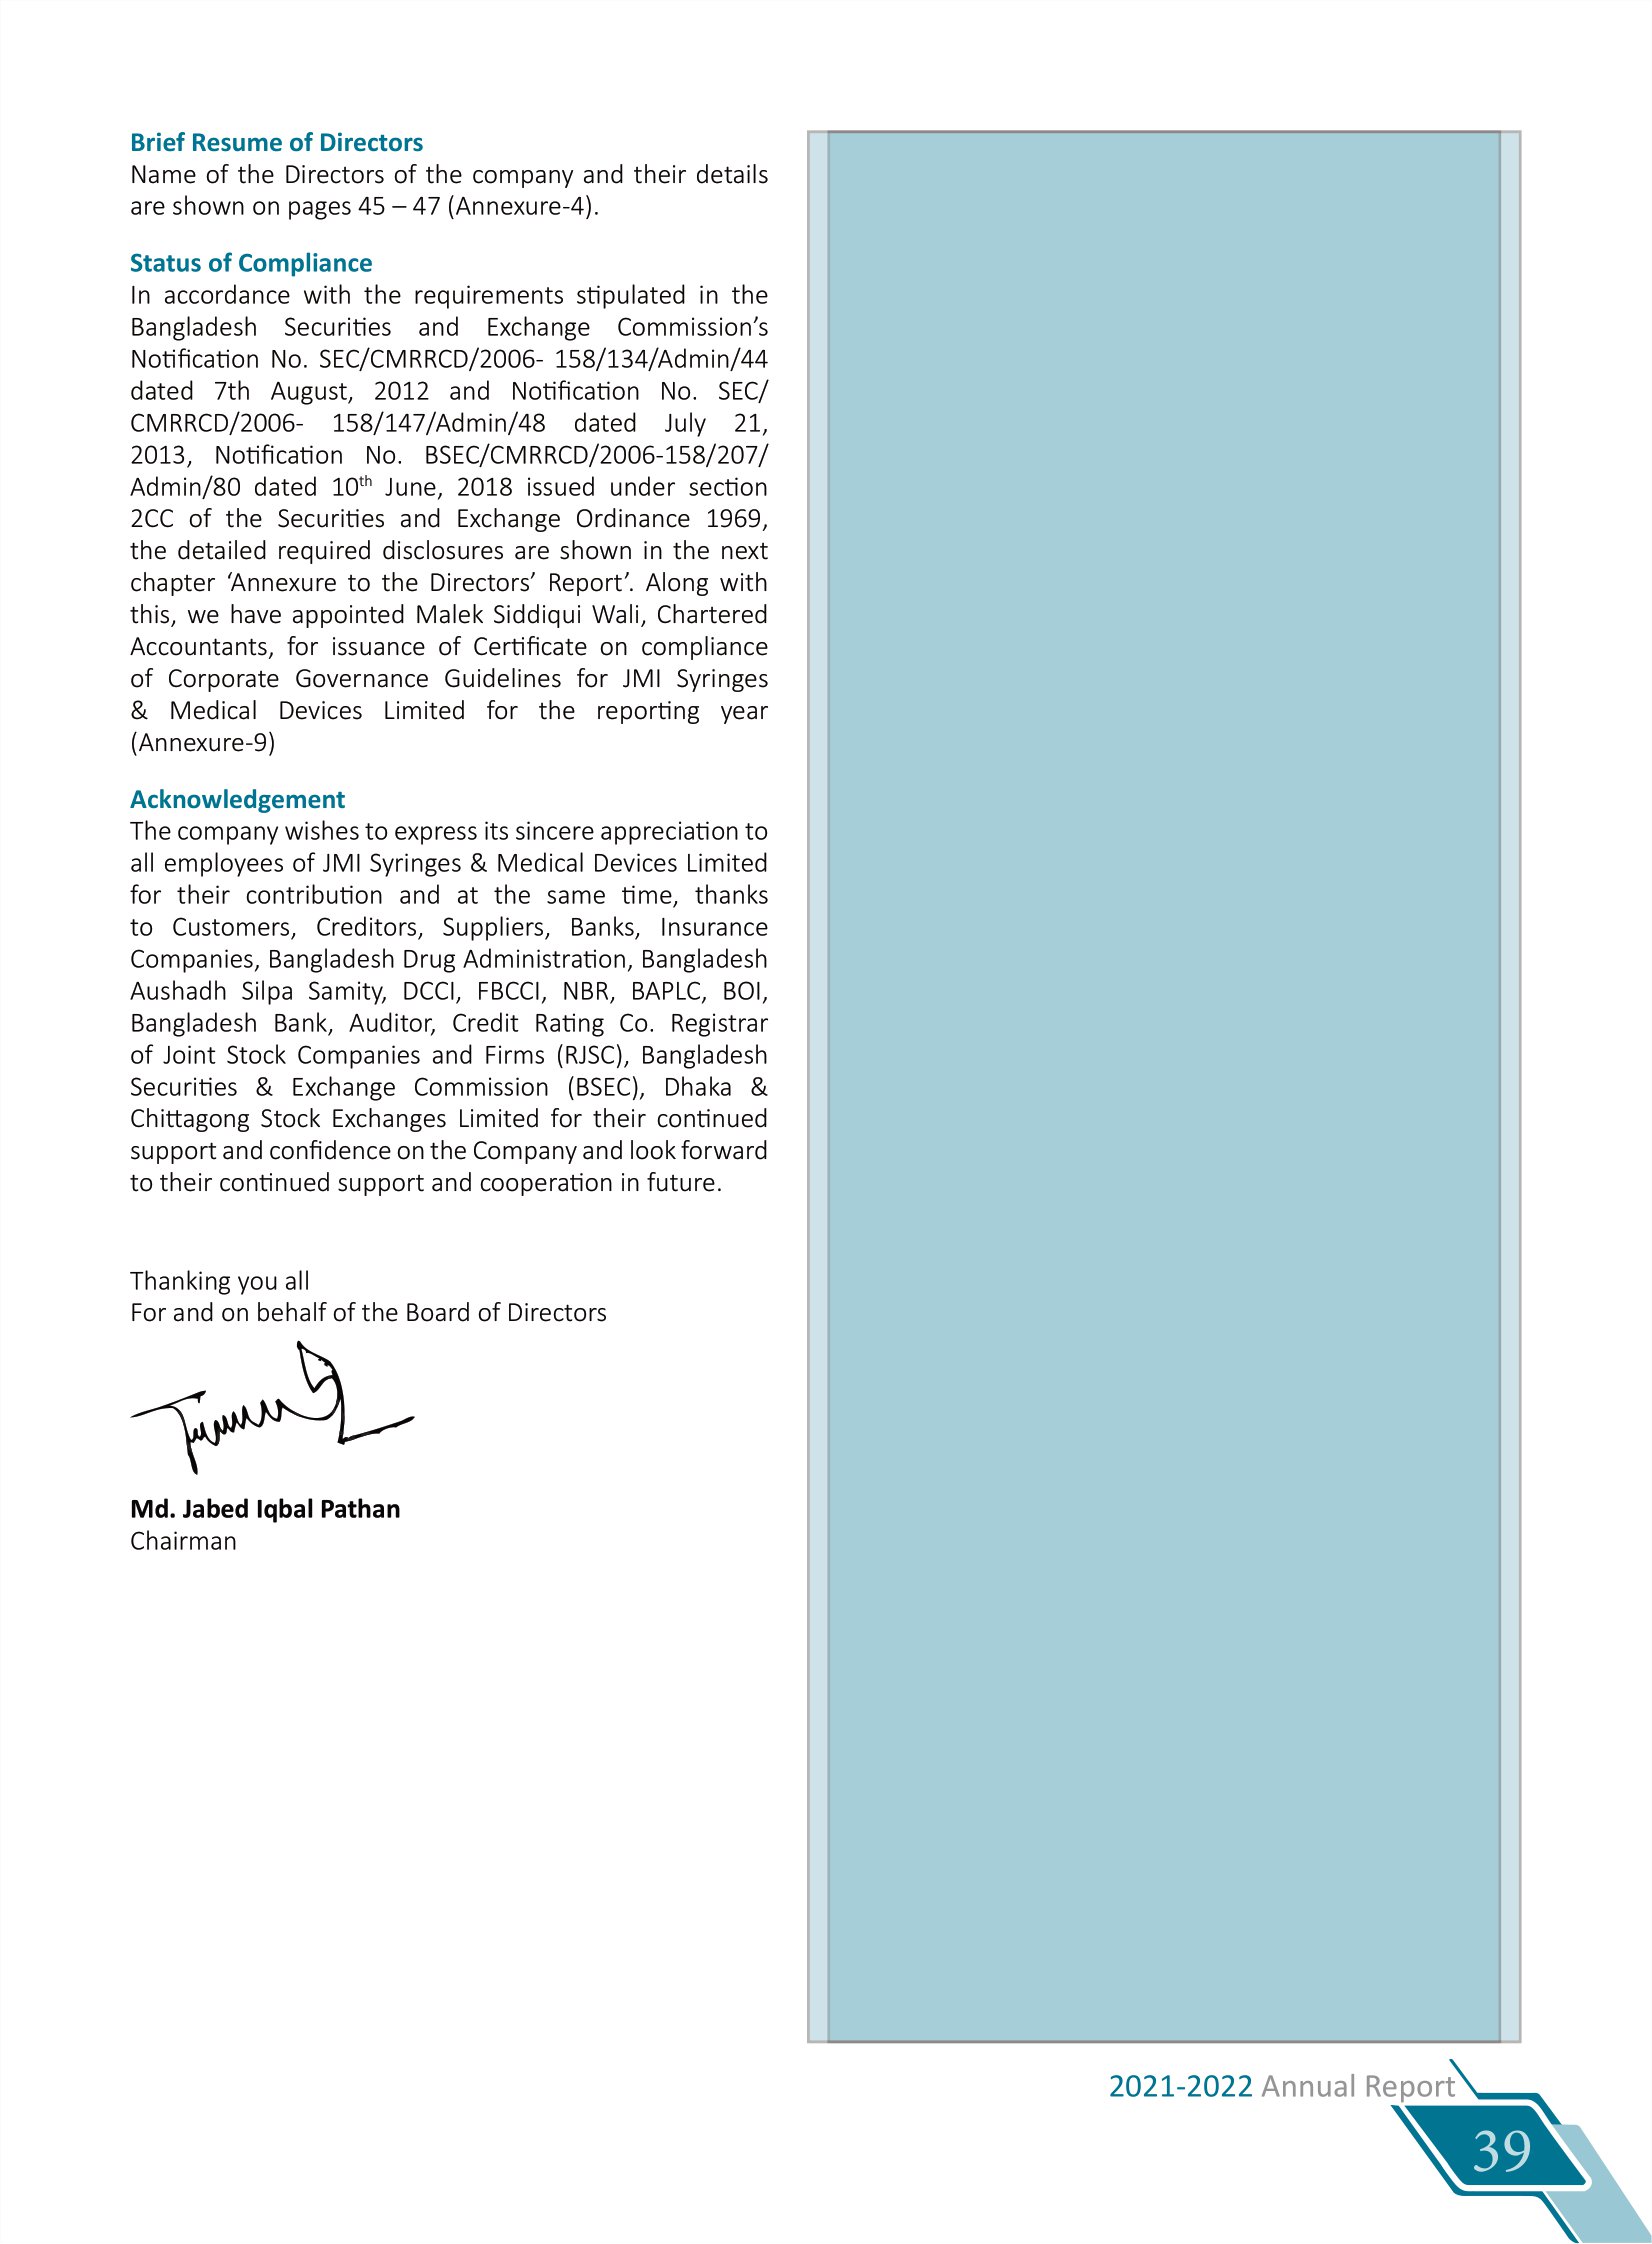 Brief Resume of Directors
Name of the Directors of the company and their details
are shown on pages 45 – 47 (Annexure-4).
Status of Compliance
In accordance with the requirements stipulated in the
Bangladesh Securities and Exchange Commission’s
Notification No. SEC/CMRRCD/2006- 158/134/Admin/44
dated 7th August, 2012 and Notification No. SEC/
CMRRCD/2006- 158/147/Admin/48 dated July 21,
2013, Notification No. BSEC/CMRRCD/2006-158/207/
Admin/80 dated 10th June, 2018 issued under section
2CC of the Securities and Exchange Ordinance 1969,
the detailed required disclosures are shown in the next
chapter ‘Annexure to the Directors’ Report’. Along with
this, we have appointed Malek Siddiqui Wali, Chartered
Accountants, for issuance of Certificate on compliance
of Corporate Governance Guidelines for JMI Syringes
& Medical Devices Limited for the reporting year
(Annexure-9)
Acknowledgement
The company wishes to express its sincere appreciation to
all employees of JMI Syringes & Medical Devices Limited
for their contribution and at the same time, thanks
to Customers, Creditors, Suppliers, Banks, Insurance
Companies, Bangladesh Drug Administration, Bangladesh
Aushadh Silpa Samity, DCCI, FBCCI, NBR, BAPLC, BOI,
Bangladesh Bank, Auditor, Credit Rating Co. Registrar
of Joint Stock Companies and Firms (RJSC), Bangladesh
Securities & Exchange Commission (BSEC), Dhaka &
Chittagong Stock Exchanges Limited for their continued
support and confidence on the Company and look forward
to their continued support and cooperation in future.
Thanking you all
For and on behalf of the Board of Directors
Md. Jabed Iqbal Pathan
Chairman
2021-2022 Annual Report
39